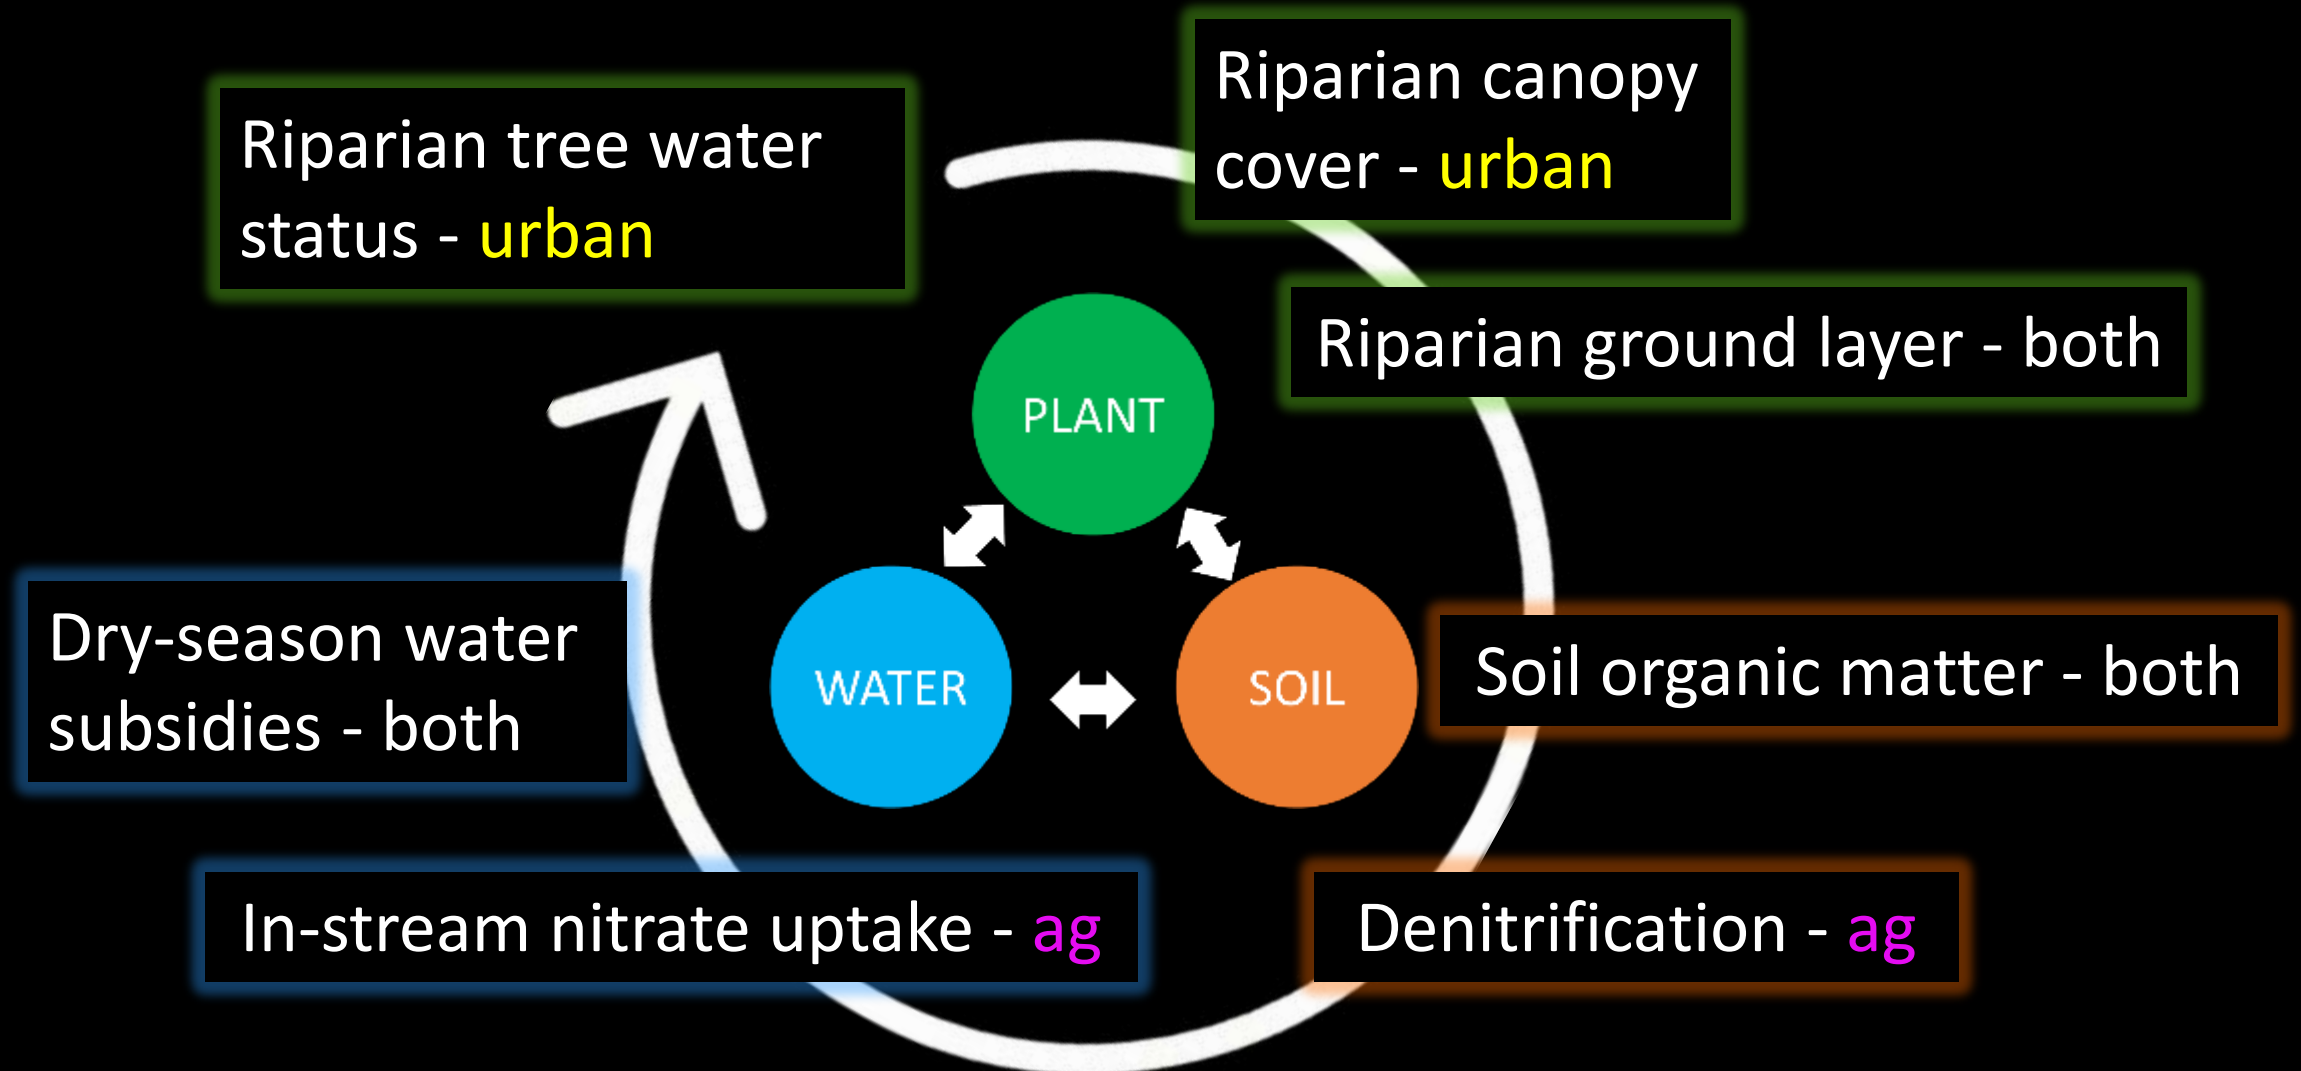 Riparian tree water
status - urban
Riparian canopy
cover - urban
Riparian ground layer - both
PLANT
WATER
SOIL
Dry-season water
subsidies - both
Soil organic matter - both
In-stream nitrate uptake - ag
Denitrification - ag